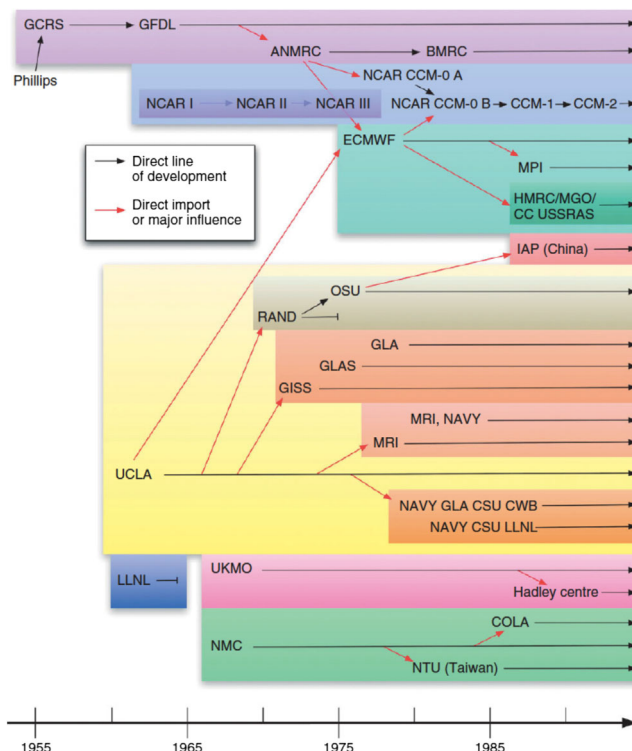 GCRS
GFDL
ANMRC
BMRC
Phillips
NCAR CCM-0 A
NCAR I
NCAR II
NCAR III
NCAR CCM-0 B
CCM-1
CCM-2
ECMWF
MPI
Direct line
of development
Direct import
or major influence
HMRC/MGO/
CC USSRAS
IAP (China)
OSU
RAND
GLA
GLAS
GISS
MRI, NAVY
MRI
UCLA
NAVY GLA CSU CWB
NAVY CSU LLNL
LLNL
UKMO
Hadley centre
COLA
NMC
NTU (Taiwan)
1955
1965
1975
1985